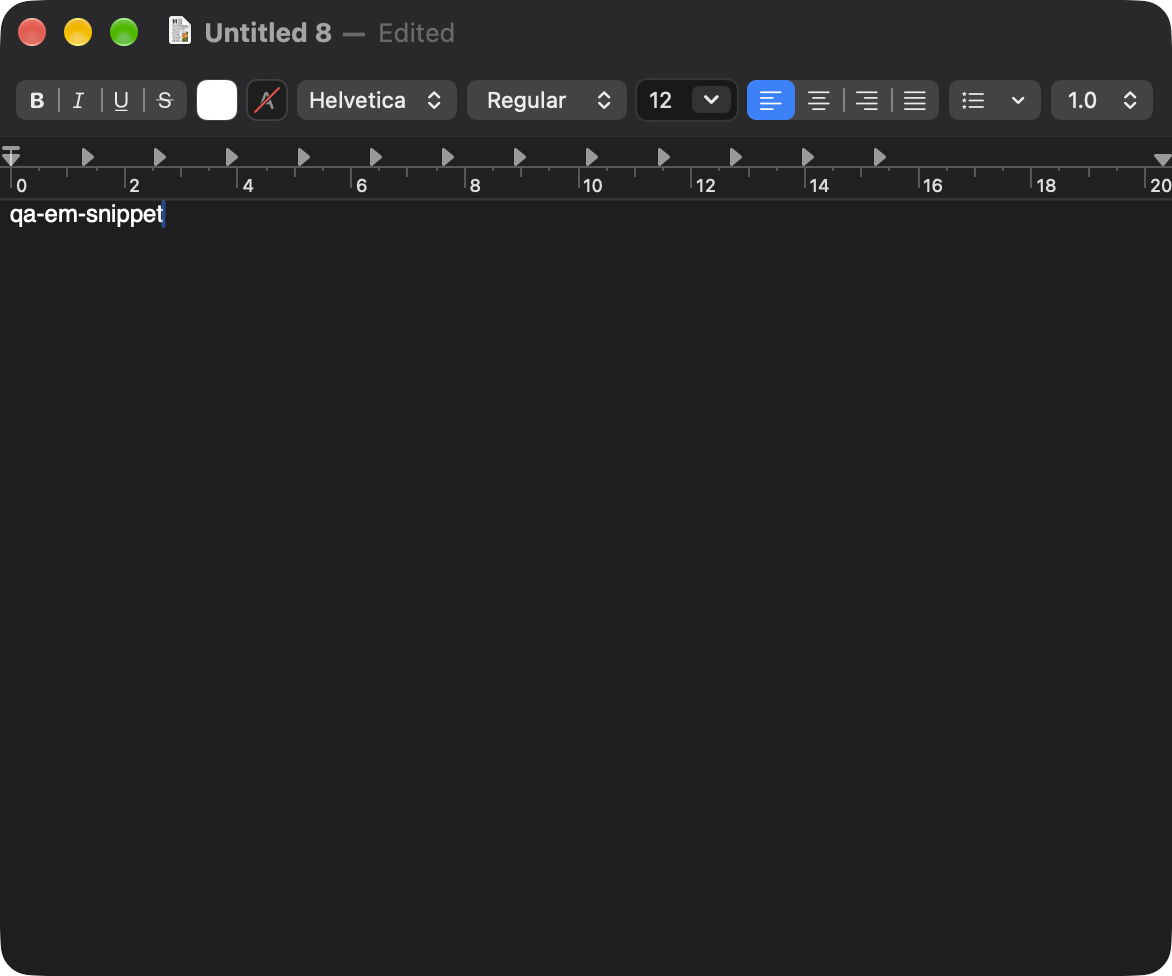 Untitled 8 — Edited
B I U S A Helvetica Regular 12 1.0
0 2 4 6 8 10 12 14 16 18 20
qa-em-snippet